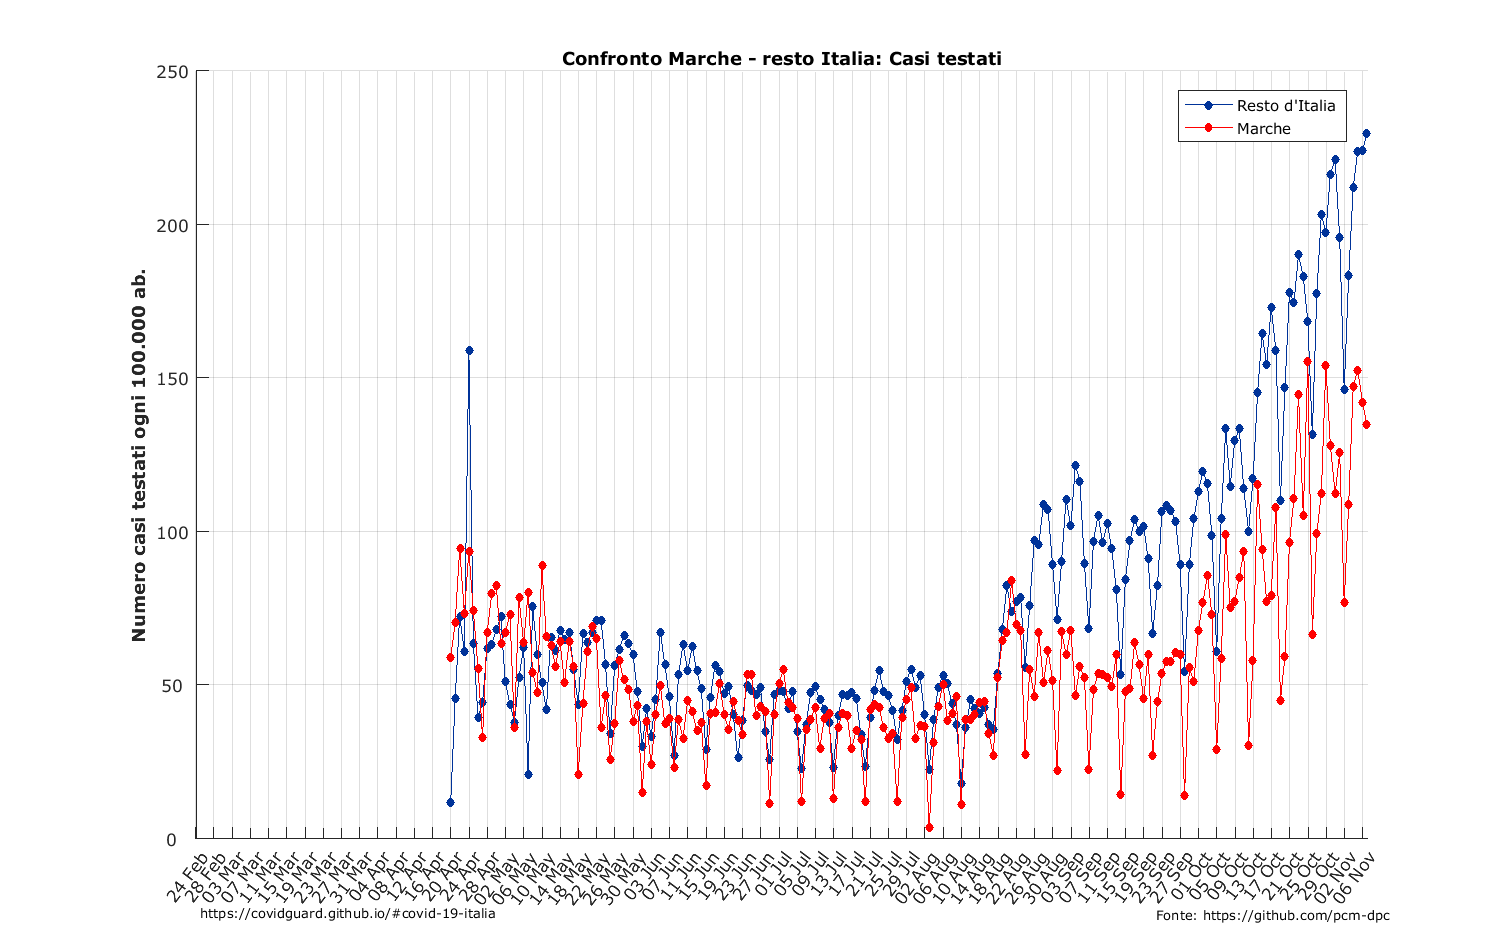 Confronto Marche - resto Italia: Casi testati
Numero casi testati ogni 100.000 ab.
250
200
150
100
50
0
Resto d'Italia
Marche
24 Feb
28 Feb
03 Mar
07 Mar
11 Mar
15 Mar
19 Mar
23 Mar
27 Mar
31 Mar
04 Apr
08 Apr
12 Apr
16 Apr
20 Apr
24 Apr
28 Apr
02 May
06 May
10 May
14 May
18 May
22 May
26 May
30 May
03 Jun
07 Jun
11 Jun
15 Jun
19 Jun
23 Jun
27 Jun
01 Jul
05 Jul
09 Jul
13 Jul
17 Jul
21 Jul
25 Jul
29 Jul
02 Aug
06 Aug
10 Aug
14 Aug
18 Aug
22 Aug
26 Aug
30 Aug
03 Sep
07 Sep
11 Sep
15 Sep
19 Sep
23 Sep
27 Sep
01 Oct
05 Oct
09 Oct
13 Oct
17 Oct
21 Oct
25 Oct
29 Oct
02 Nov
06 Nov
https://covidguard.github.io/#covid-19-italia
Fonte: https://github.com/pcm-dpc